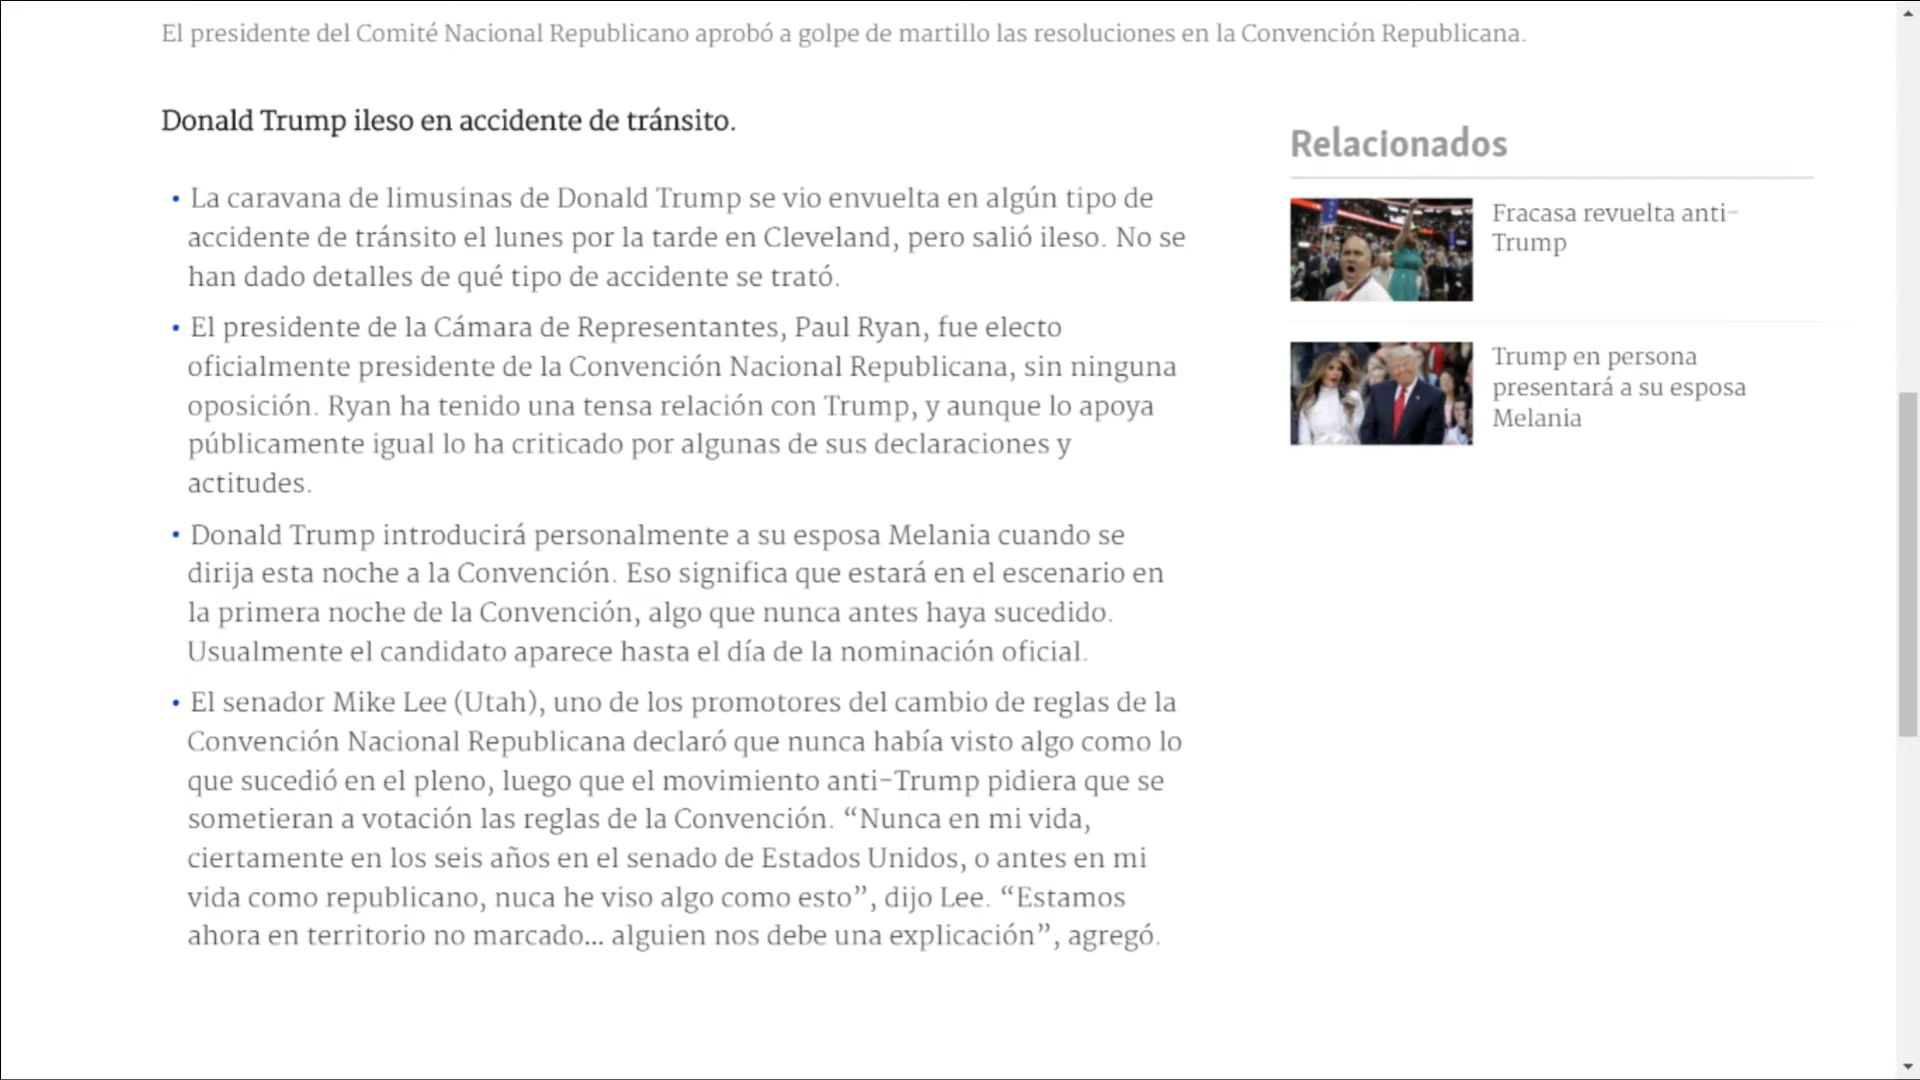 El presidente del Comité Nacional Republicano aprobó a golpe de martillo las resoluciones en la Convención Republicana.
Donald Trump ileso en accidente de tránsito.
• La caravana de limusinas de Donald Trump se vio envuelta en algún tipo de
accidente de tránsito el lunes por la tarde en Cleveland, pero salió ileso. No se
han dado detalles de qué tipo de accidente se trató.
• El presidente de la Cámara de Representantes, Paul Ryan, fue electo
oficialmente presidente de la Convención Nacional Republicana, sin ninguna
oposición. Ryan ha tenido una tensa relación con Trump, y aunque lo apoya
públicamente igual lo ha criticado por algunas de sus declaraciones y
actitudes.
• Donald Trump introducirá personalmente a su esposa Melania cuando se
dirija esta noche a la Convención. Eso significa que estará en el escenario en
la primera noche de la Convención, algo que nunca antes haya sucedido.
Usualmente el candidato aparece hasta el día de la nominación oficial.
• El senador Mike Lee (Utah), uno de los promotores del cambio de reglas de la
Convención Nacional Republicana declaró que nunca había visto algo como lo
que sucedió en el pleno, luego que el movimiento anti-Trump pidiera que se
sometieran a votación las reglas de la Convención. “Nunca en mi vida,
ciertamente en los seis años en el senado de Estados Unidos, o antes en mi
vida como republicano, nuca he viso algo como esto”, dijo Lee. “Estamos
ahora en territorio no marcado... alguien nos debe una explicación”, agregó.
Relacionados
Fracasa revuelta anti-
Trump
Trump en persona
presentará a su esposa
Melania